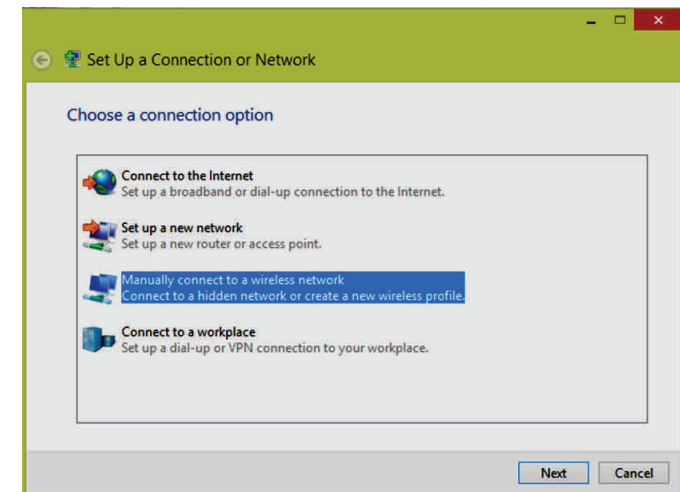 Set Up a Connection or Network
Choose a connection option
Connect to the Internet
Set up a broadband or dial-up connection to the Internet.
Set up a new network
Set up a new router or access point.
Manually connect to a wireless network
Connect to a hidden network or create a new wireless profile.
Connect to a workplace
Set up a dial-up or VPN connection to your workplace.
Next Cancel